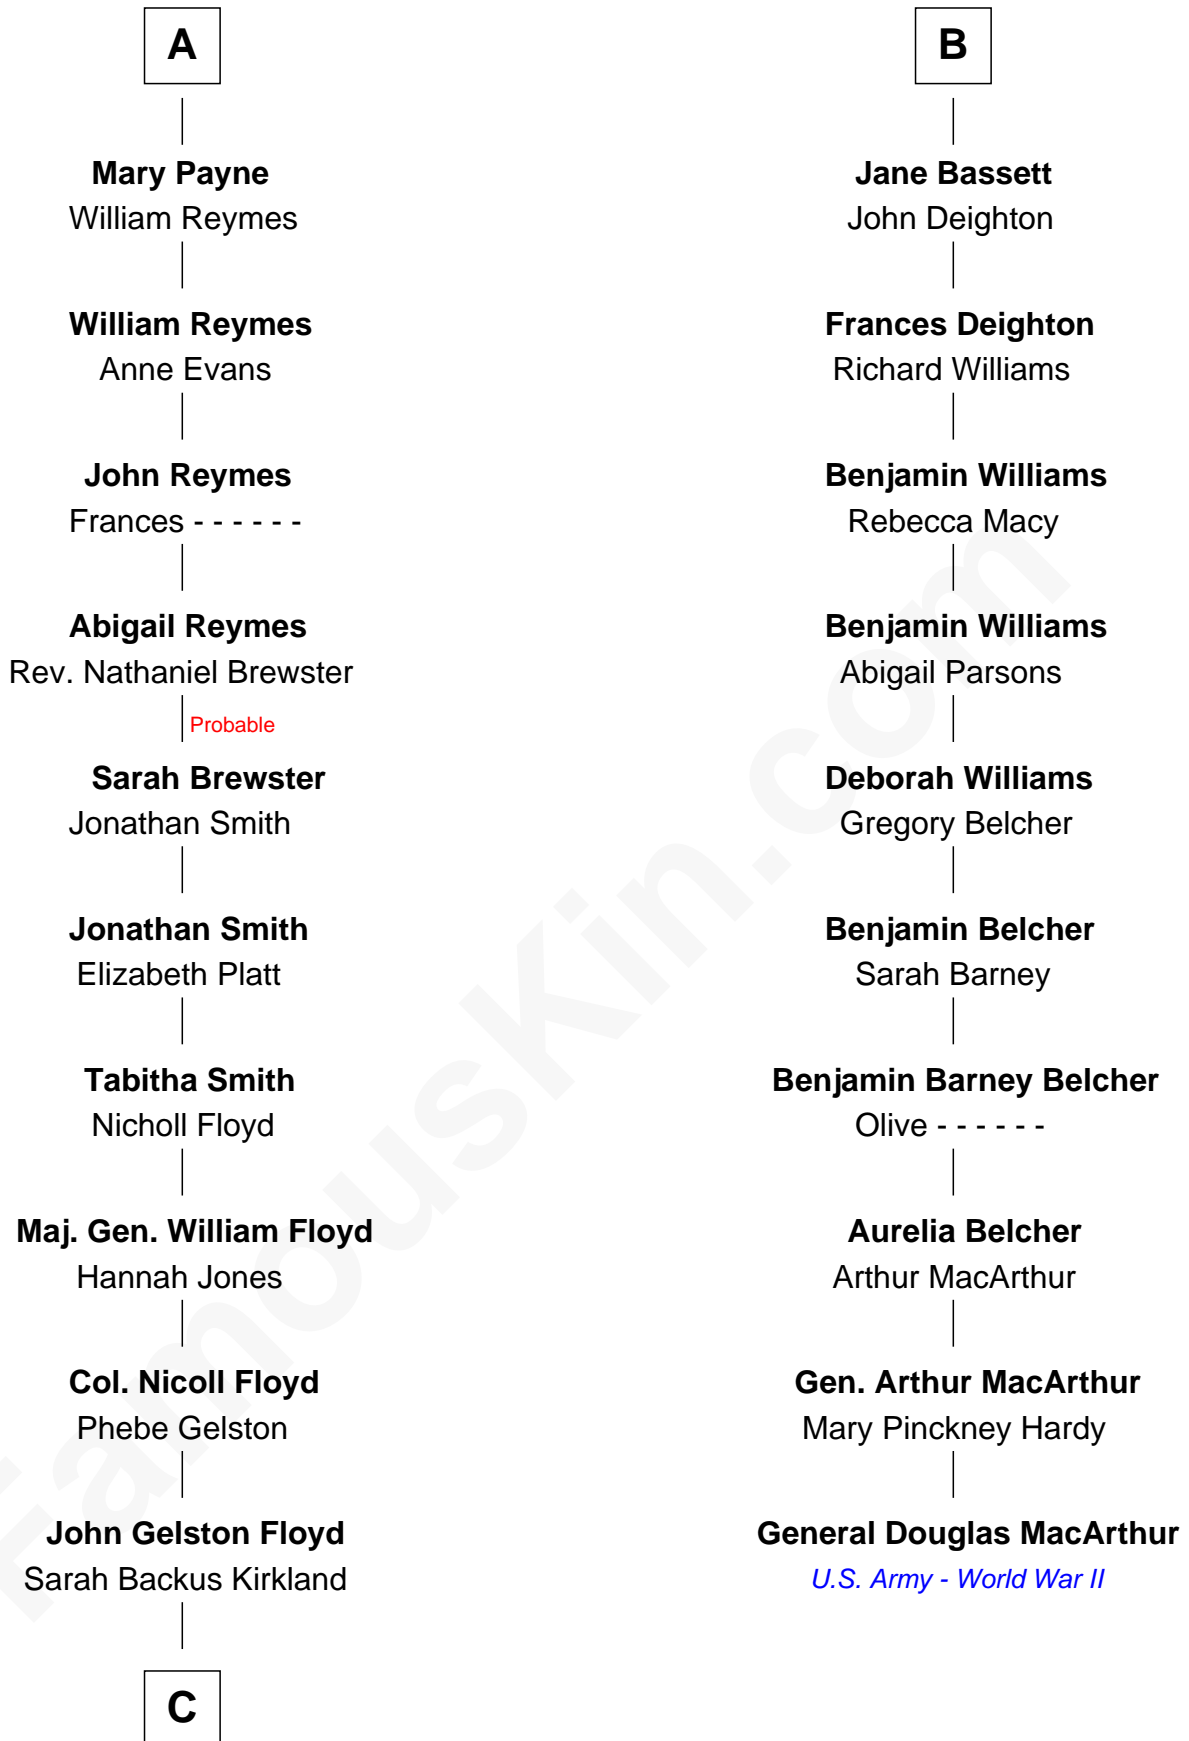 A
Mary Payne
William Reymes
William Reymes
Anne Evans
John Reymes
Frances - - - - - -
Abigail Reymes
Rev. Nathaniel Brewster
Probable
Sarah Brewster
Jonathan Smith
Jonathan Smith
Elizabeth Platt
Tabitha Smith
Nicholl Floyd
Maj. Gen. William Floyd
Hannah Jones
Col. Nicoll Floyd
Phebe Gelston
John Gelston Floyd
Sarah Backus Kirkland
C
B
Jane Bassett
John Deighton
Frances Deighton
Richard Williams
Benjamin Williams
Rebecca Macy
Benjamin Williams
Abigail Parsons
Deborah Williams
Gregory Belcher
Benjamin Belcher
Sarah Barney
Benjamin Barney Belcher
Olive - - - - - -
Aurelia Belcher
Arthur MacArthur
Gen. Arthur MacArthur
Mary Pinckney Hardy
General Douglas MacArthur
U.S. Army - World War II
FamousKin.com